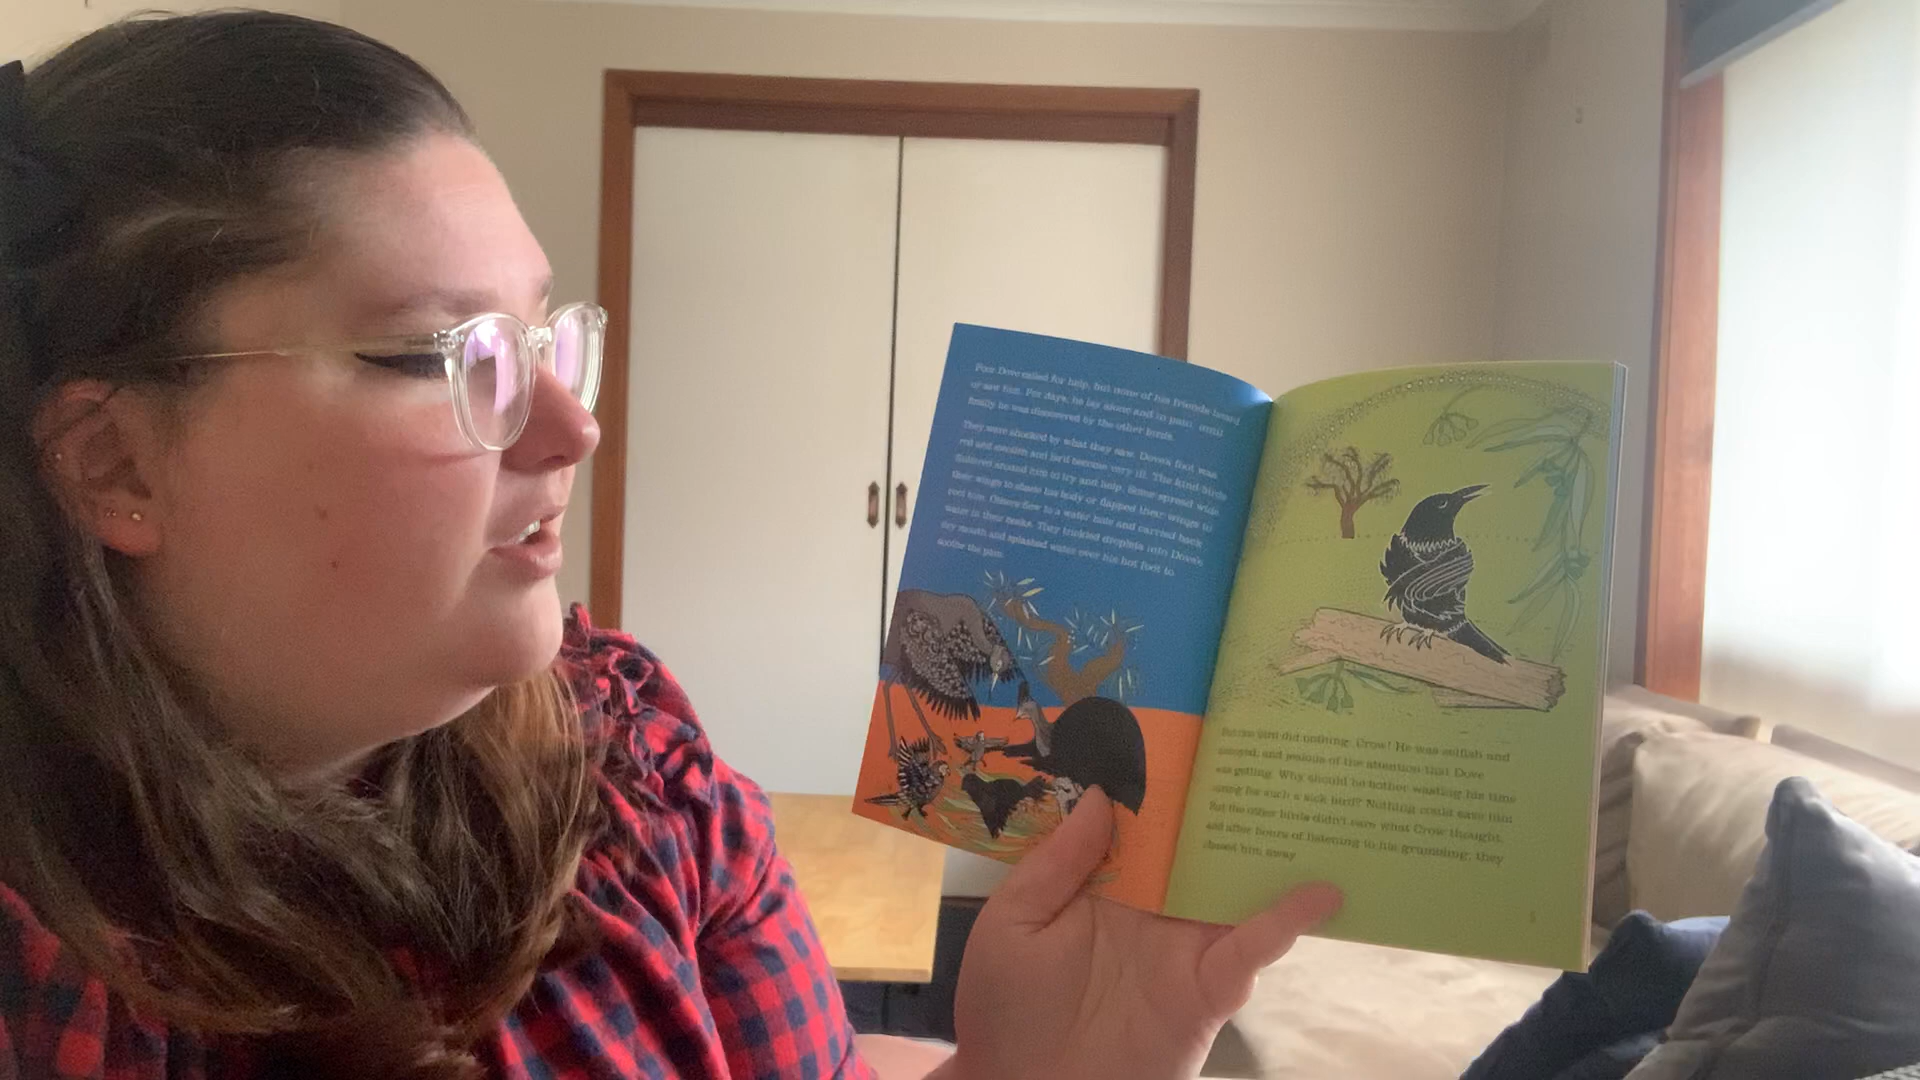 Poor Dove called for help, but none of his friends heard
or saw him. For days, he lay alone and in pain, until
finally he was discovered by the other birds.
They were shocked by what they saw. Dove's foot was
red and swollen and he'd become very ill. The kind birds
fluttered around him to try and help. Some spread wide
their wings to shade his body or flapped their wings to
cool him. Others flew to a water hole and carried back
water in their beaks. They trickled droplets into Dove's
dry mouth and splashed water over his hot foot to
soothe the pain.
But one bird did nothing. Crow! He was selfish and
annoyed, and jealous of the attention that Dove
was getting. Why should he bother wasting his time
caring for such a sick bird? Nothing could save him!
But the other birds didn't care what Crow thought,
and after hours of listening to his grumbling, they
chased him away.